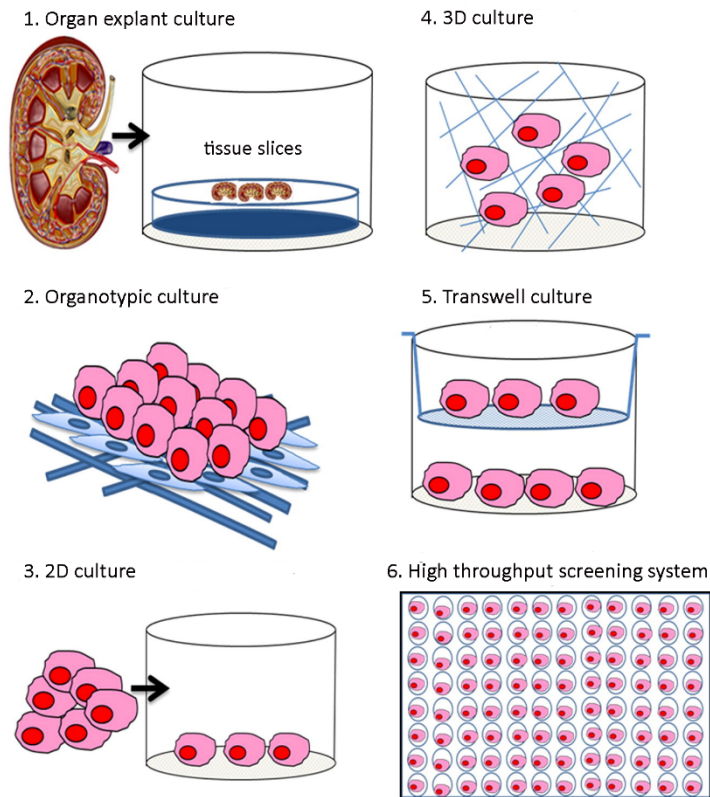 1. Organ explant culture
tissue slices
2. Organotypic culture
3. 2D culture
4. 3D culture
5. Transwell culture
6. High throughput screening system